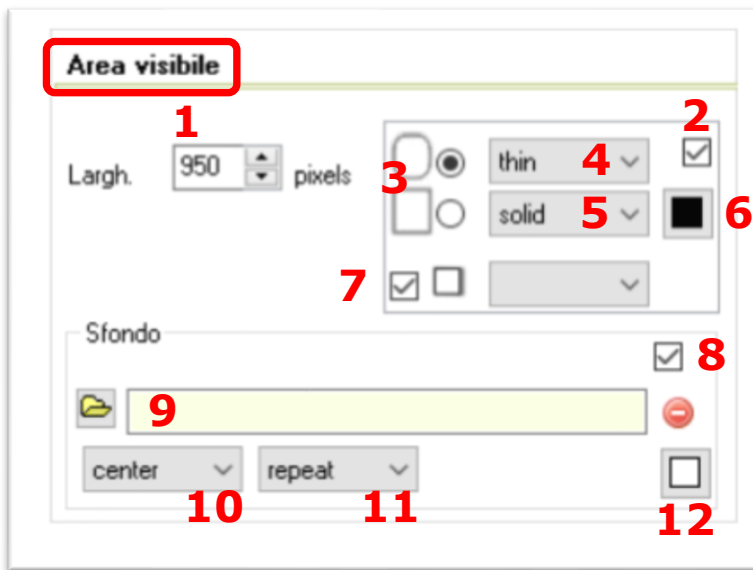 Area visibile
1
2
Largh. 950 pixels
3 thin 4
solid 5 6
7
Sfondo
8
9
center repeat
10 11 12